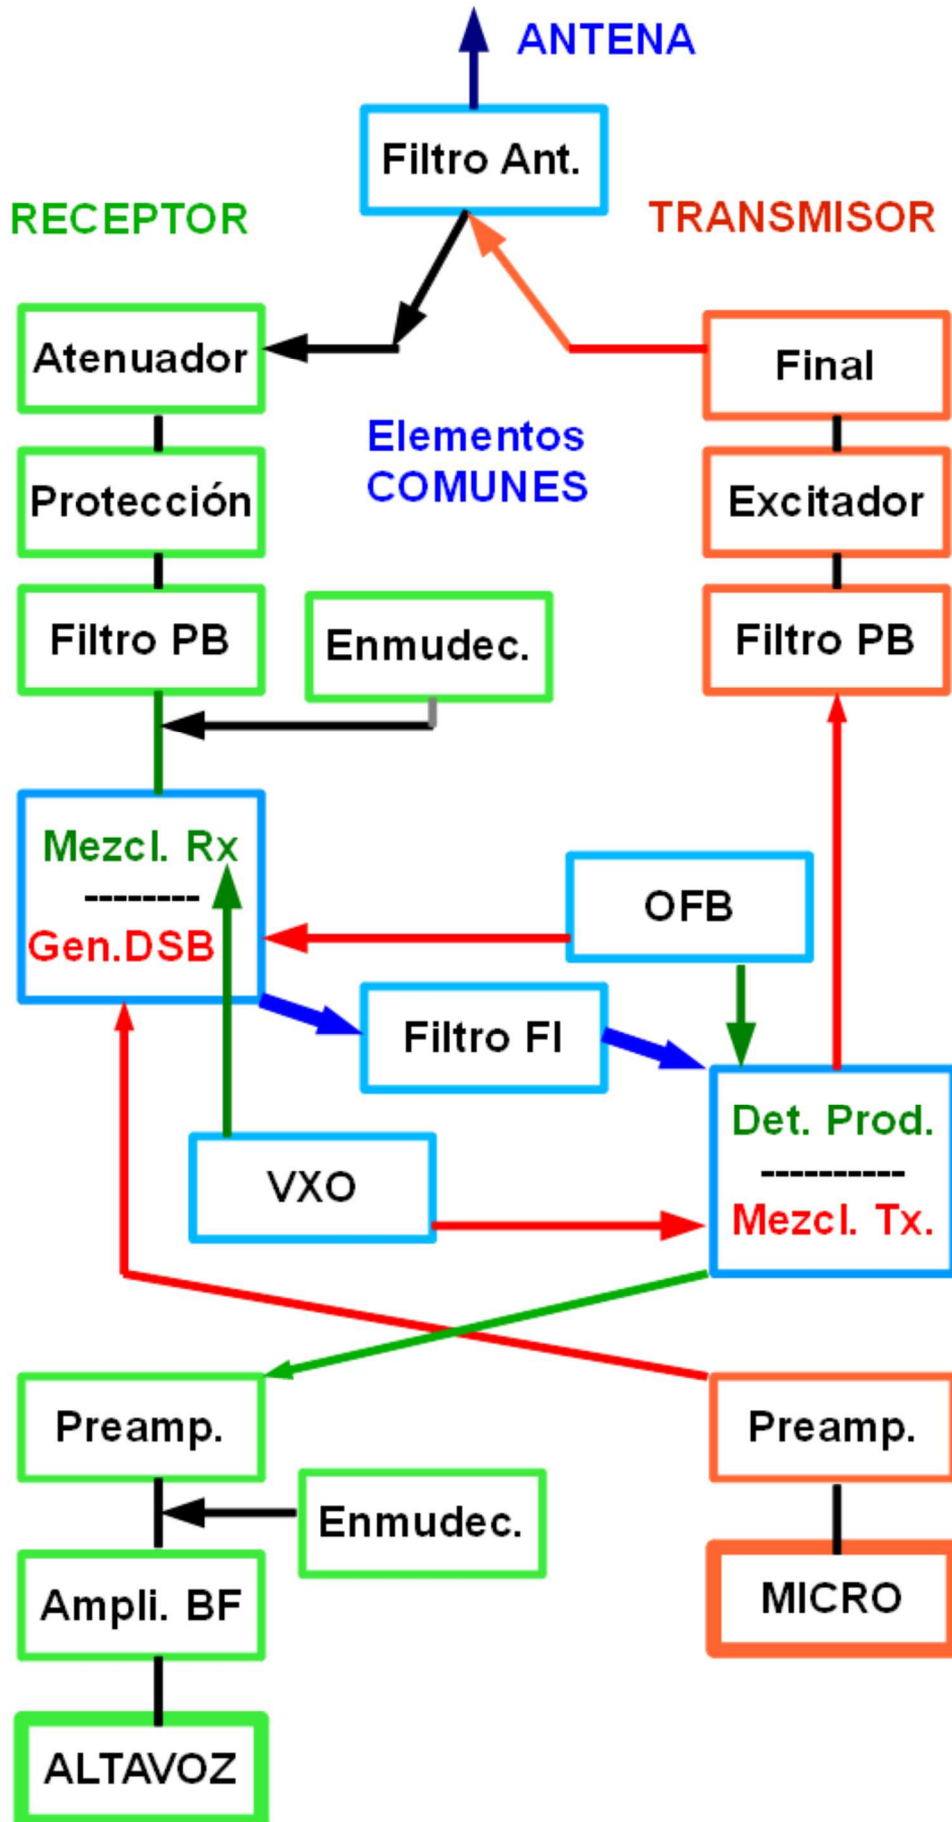 ANTENA
Filtro Ant.
RECEPTOR
TRANSMISOR
Atenuador
Final
Elementos
COMUNES
Protección
Excitador
Filtro PB
Enmudec.
Filtro PB
Mezcl. Rx
--------
Gen.DSB
OFB
Filtro FI
Det. Prod.
----------
Mezcl. Tx.
VXO
Preamp.
Preamp.
Enmudec.
Ampli. BF
MICRO
ALTAVOZ